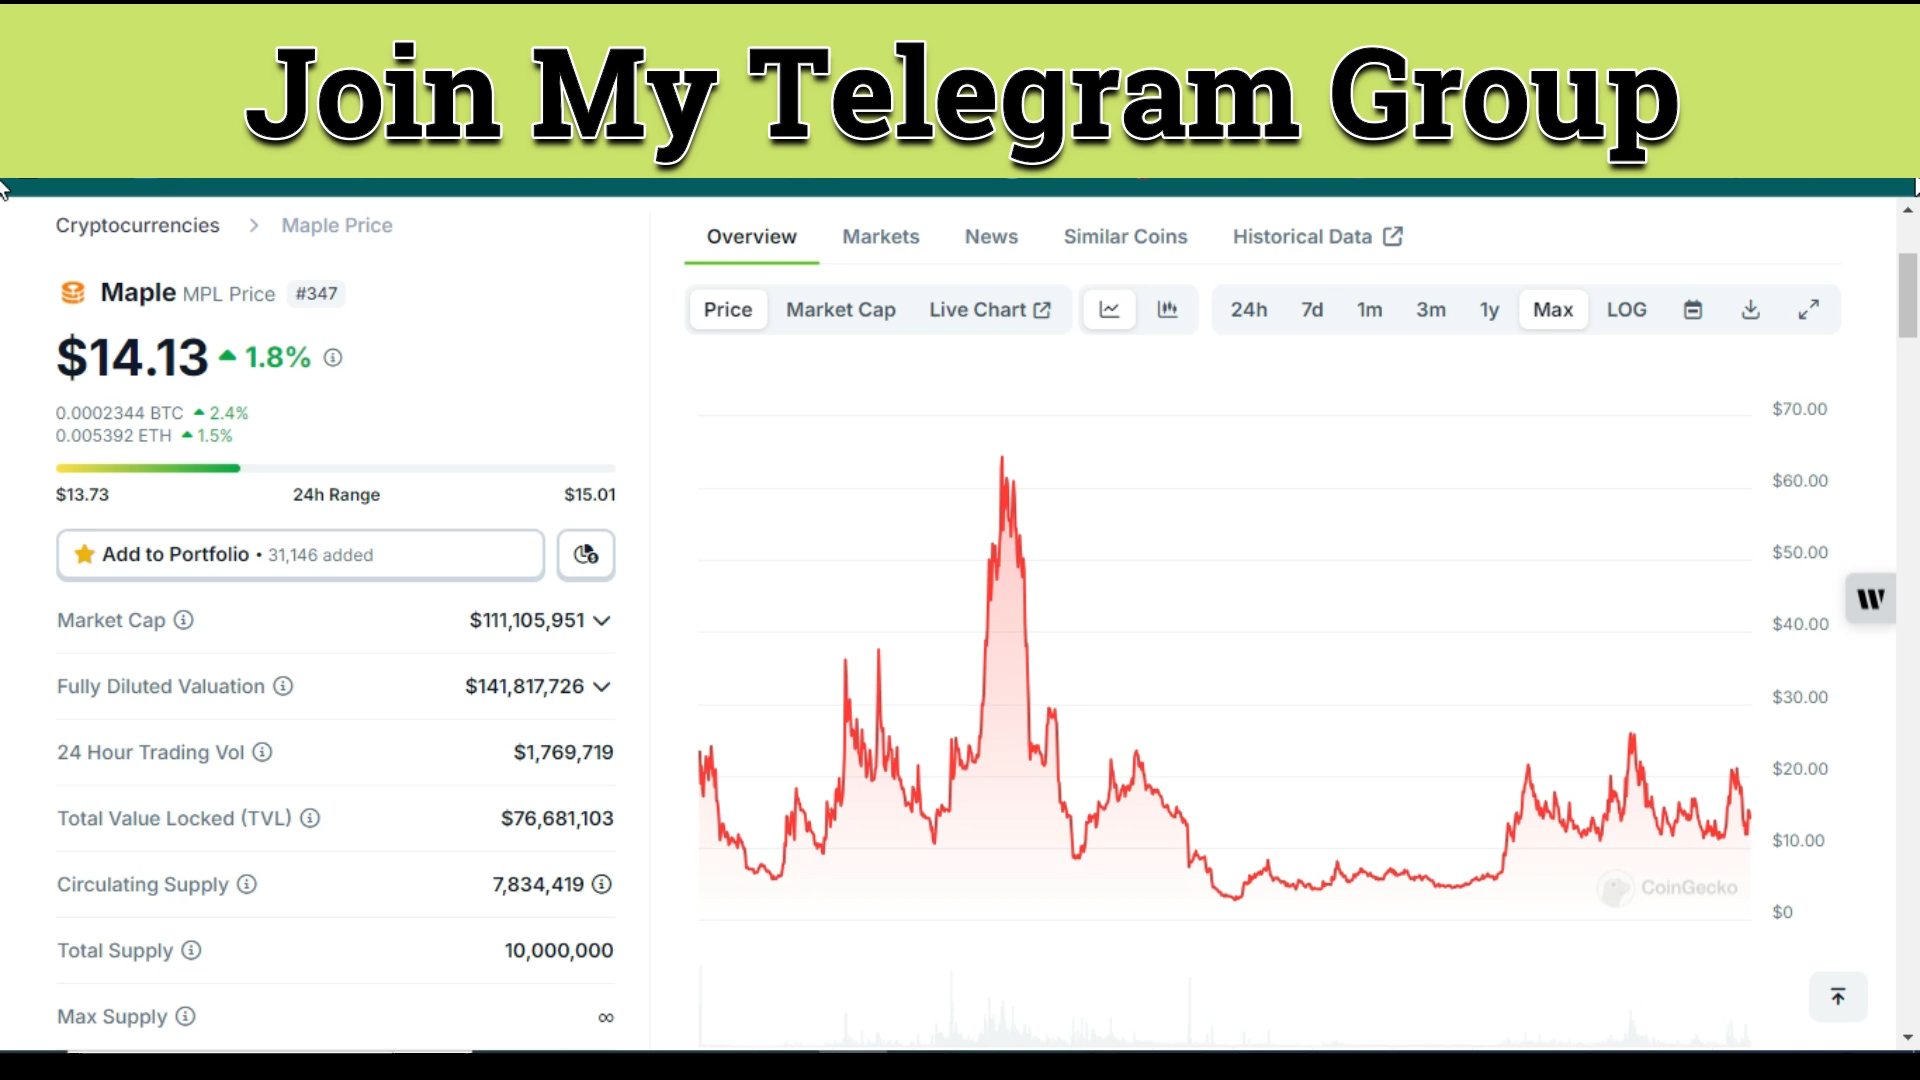 Join My Telegram Group
Cryptocurrencies > Maple Price
Maple MPL Price #347
$14.13 ▲ 1.8%
0.0002344 BTC ▲ 2.4%
0.005392 ETH ▲ 1.5%
$13.73 24h Range $15.01
Add to Portfolio • 31,146 added
Market Cap $111,105,951
Fully Diluted Valuation $141,817,726
24 Hour Trading Vol $1,769,719
Total Value Locked (TVL) $76,681,103
Circulating Supply 7,834,419
Total Supply 10,000,000
Max Supply ∞
Overview Markets News Similar Coins Historical Data
Price Market Cap Live Chart 24h 7d 1m 3m 1y Max LOG
$70.00
$60.00
$50.00
$40.00
$30.00
$20.00
$10.00
$0
CoinGecko
W